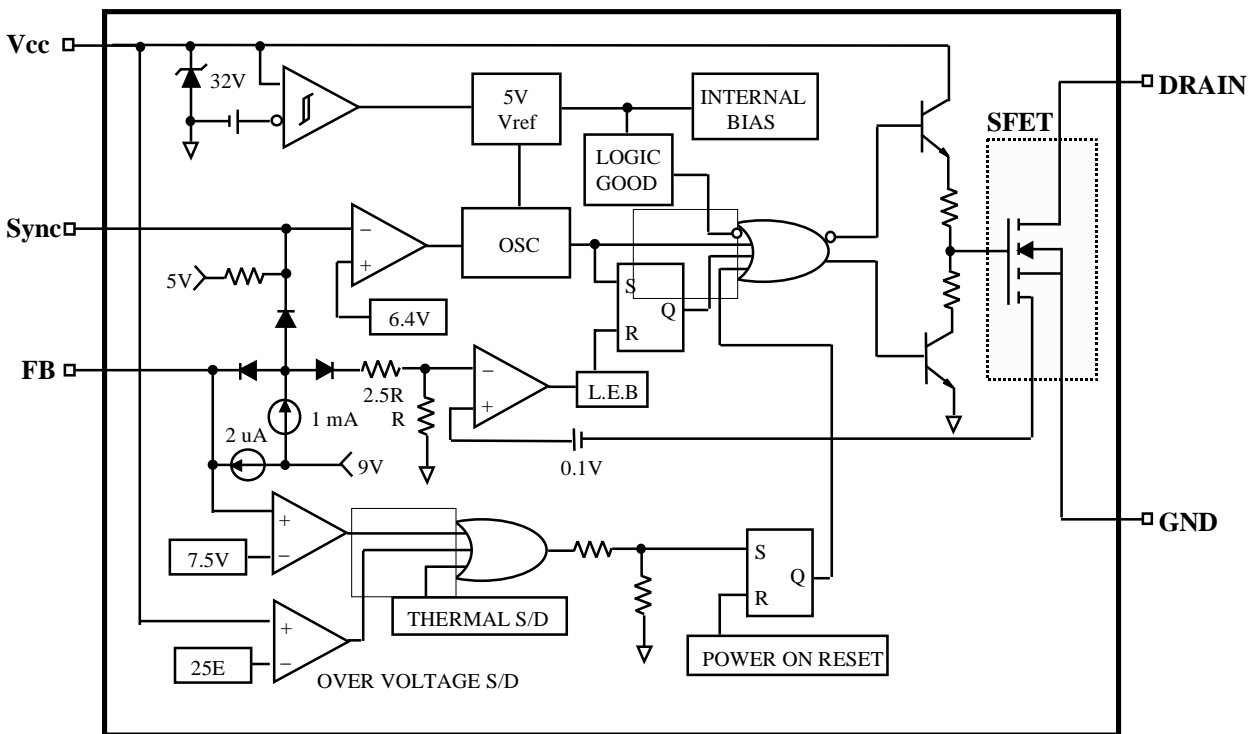 Vcc
DRAIN
32V
5V
Vref
INTERNAL
BIAS
SFET
LOGIC
GOOD
Sync
−
OSC
+
5V
6.4V
S
Q
R
FB
−
2.5R
R
+
L.E.B
1 mA
2 uA
9V
0.1V
GND
+
−
7.5V
S
Q
R
THERMAL S/D
+
−
25E
POWER ON RESET
OVER VOLTAGE S/D